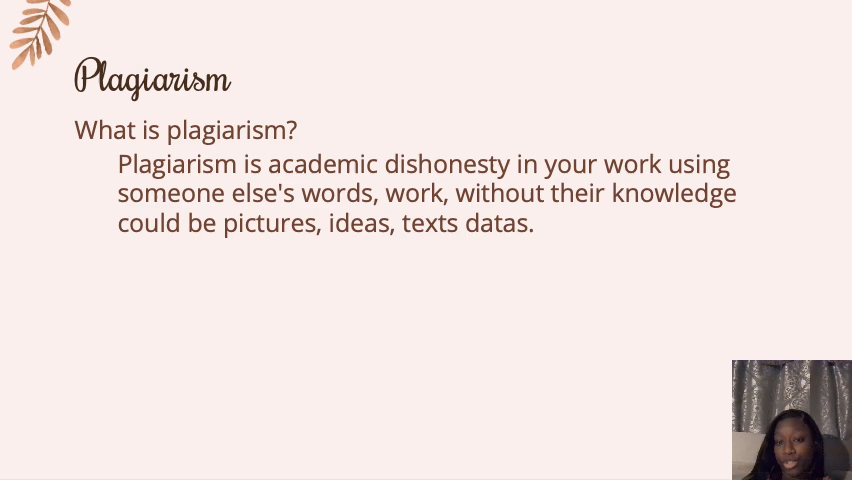 Plagiarism
What is plagiarism?
Plagiarism is academic dishonesty in your work using
someone else's words, work, without their knowledge
could be pictures, ideas, texts datas.